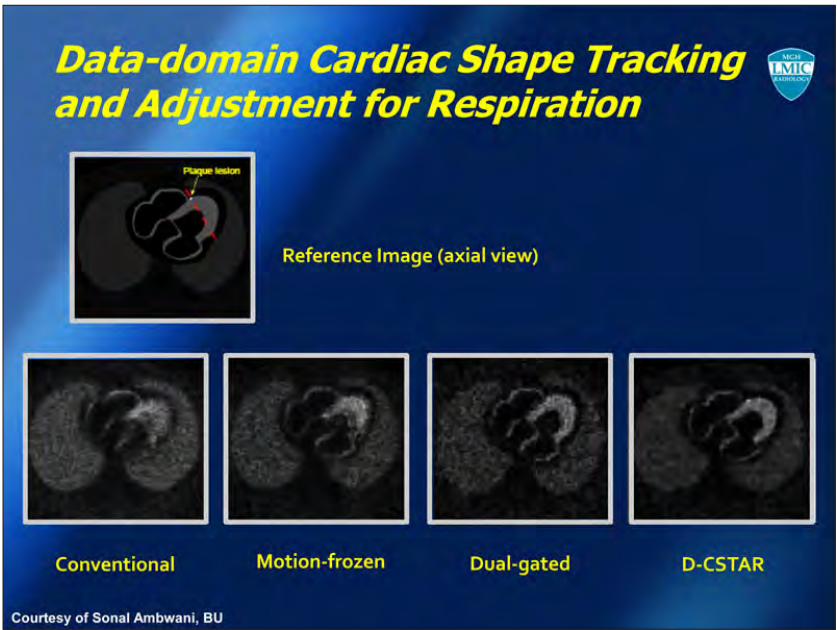 Data-domain Cardiac Shape Tracking
and Adjustment for Respiration
MGH
LMIC
RADIOLOGY
Plaque lesion
Reference Image (axial view)
Conventional
Motion-frozen
Dual-gated
D-CSTAR
Courtesy of Sonal Ambwani, BU